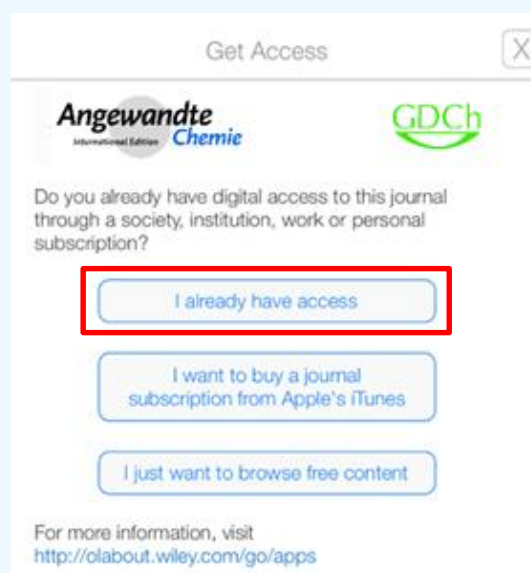 Get Access
X
Angewandte
International Edition Chemie
GDCh
Do you already have digital access to this journal
through a society, institution, work or personal
subscription?
I already have access
I want to buy a journal
subscription from Apple's iTunes
I just want to browse free content
For more information, visit
http://olabout.wiley.com/go/apps